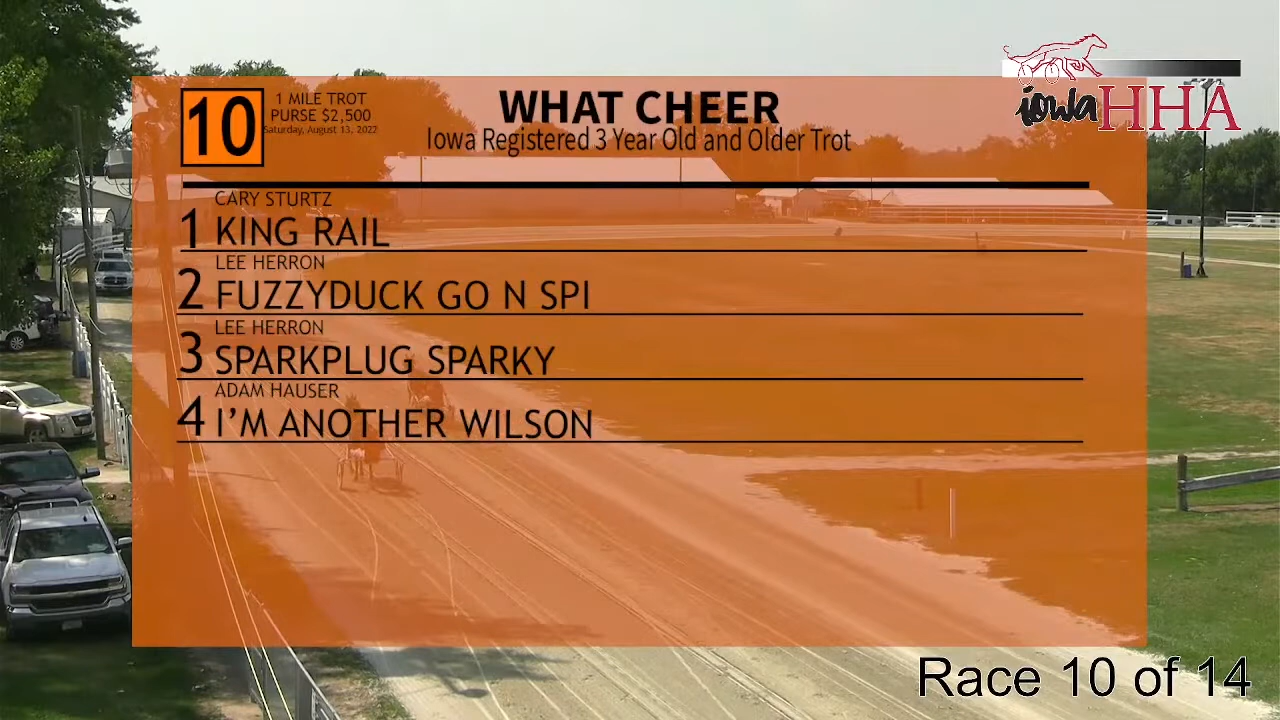 iowaHHA
10
1 MILE TROT
PURSE $2,500
Saturday, August 13, 2022
WHAT CHEER
Iowa Registered 3 Year Old and Older Trot
CARY STURTZ
1 KING RAIL
LEE HERRON
2 FUZZYDUCK GO N SPI
LEE HERRON
3 SPARKPLUG SPARKY
ADAM HAUSER
4 I'M ANOTHER WILSON
Race 10 of 14